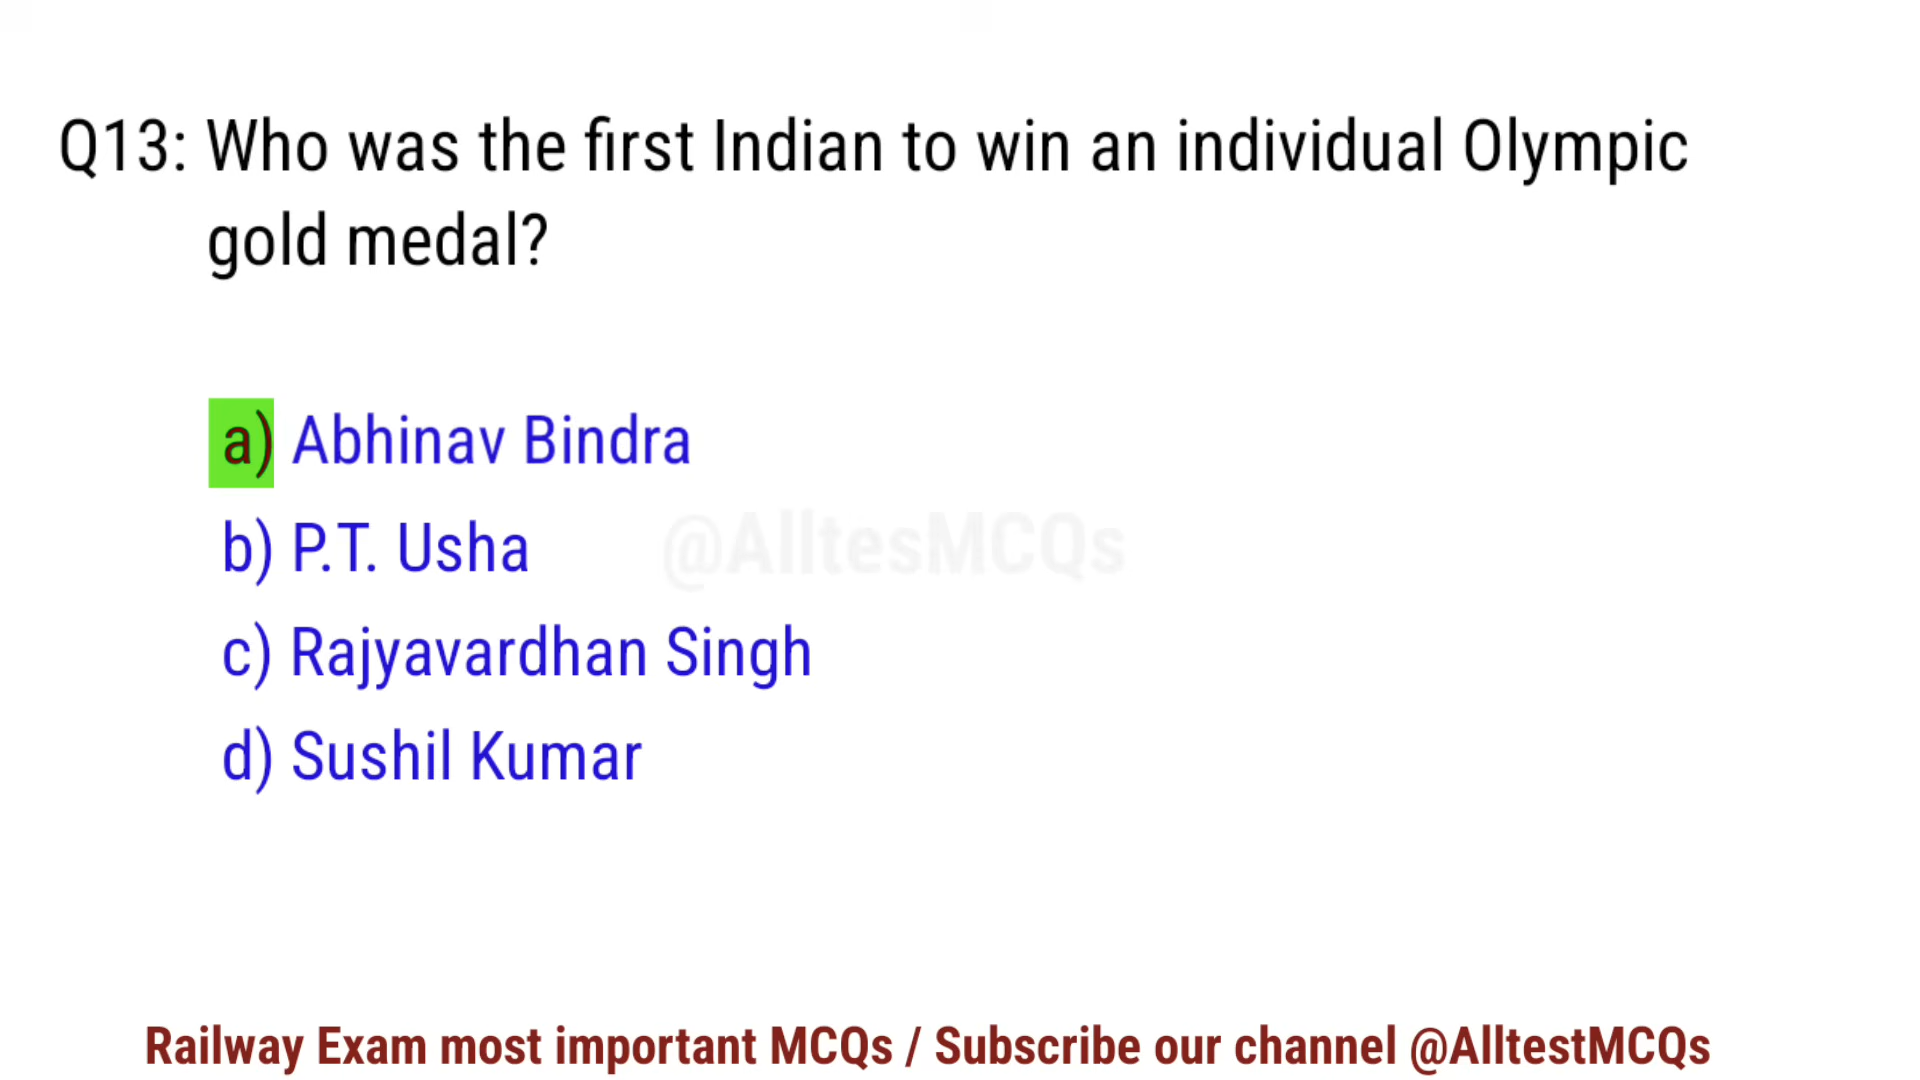 Q13: Who was the first Indian to win an individual Olympic
gold medal?
a) Abhinav Bindra
b) P.T. Usha
@AlltesMCQs
c) Rajyavardhan Singh
d) Sushil Kumar
Railway Exam most important MCQs / Subscribe our channel @AlltestMCQs